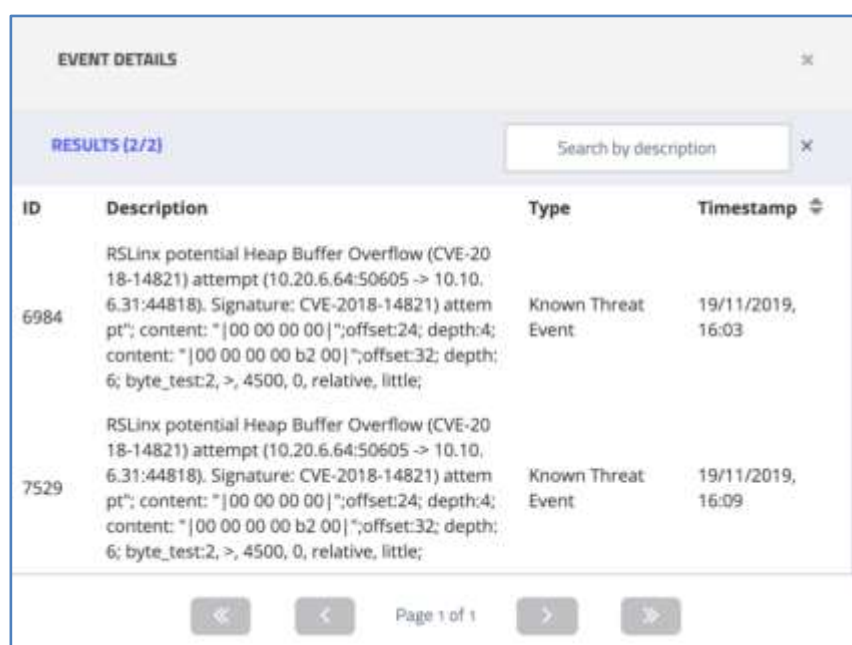 EVENT DETAILS ×
RESULTS (2/2) Search by description ×
ID Description Type Timestamp
RSLinx potential Heap Buffer Overflow (CVE-20
18-14821) attempt (10.20.6.64:50605 -> 10.10.
6.31:44818). Signature: CVE-2018-14821) attem
pt"; content: "|00 00 00 00|";offset:24; depth:4;
content: "|00 00 00 00 b2 00|";offset:32; depth:
6; byte_test:2, >, 4500, 0, relative, little;
6984
Known Threat
Event
19/11/2019,
16:03
RSLinx potential Heap Buffer Overflow (CVE-20
18-14821) attempt (10.20.6.64:50605 -> 10.10.
6.31:44818). Signature: CVE-2018-14821) attem
pt"; content: "|00 00 00 00|";offset:24; depth:4;
content: "|00 00 00 00 b2 00|";offset:32; depth:
6; byte_test:2, >, 4500, 0, relative, little;
7529
Known Threat
Event
19/11/2019,
16:09
« < Page 1 of 1 > »